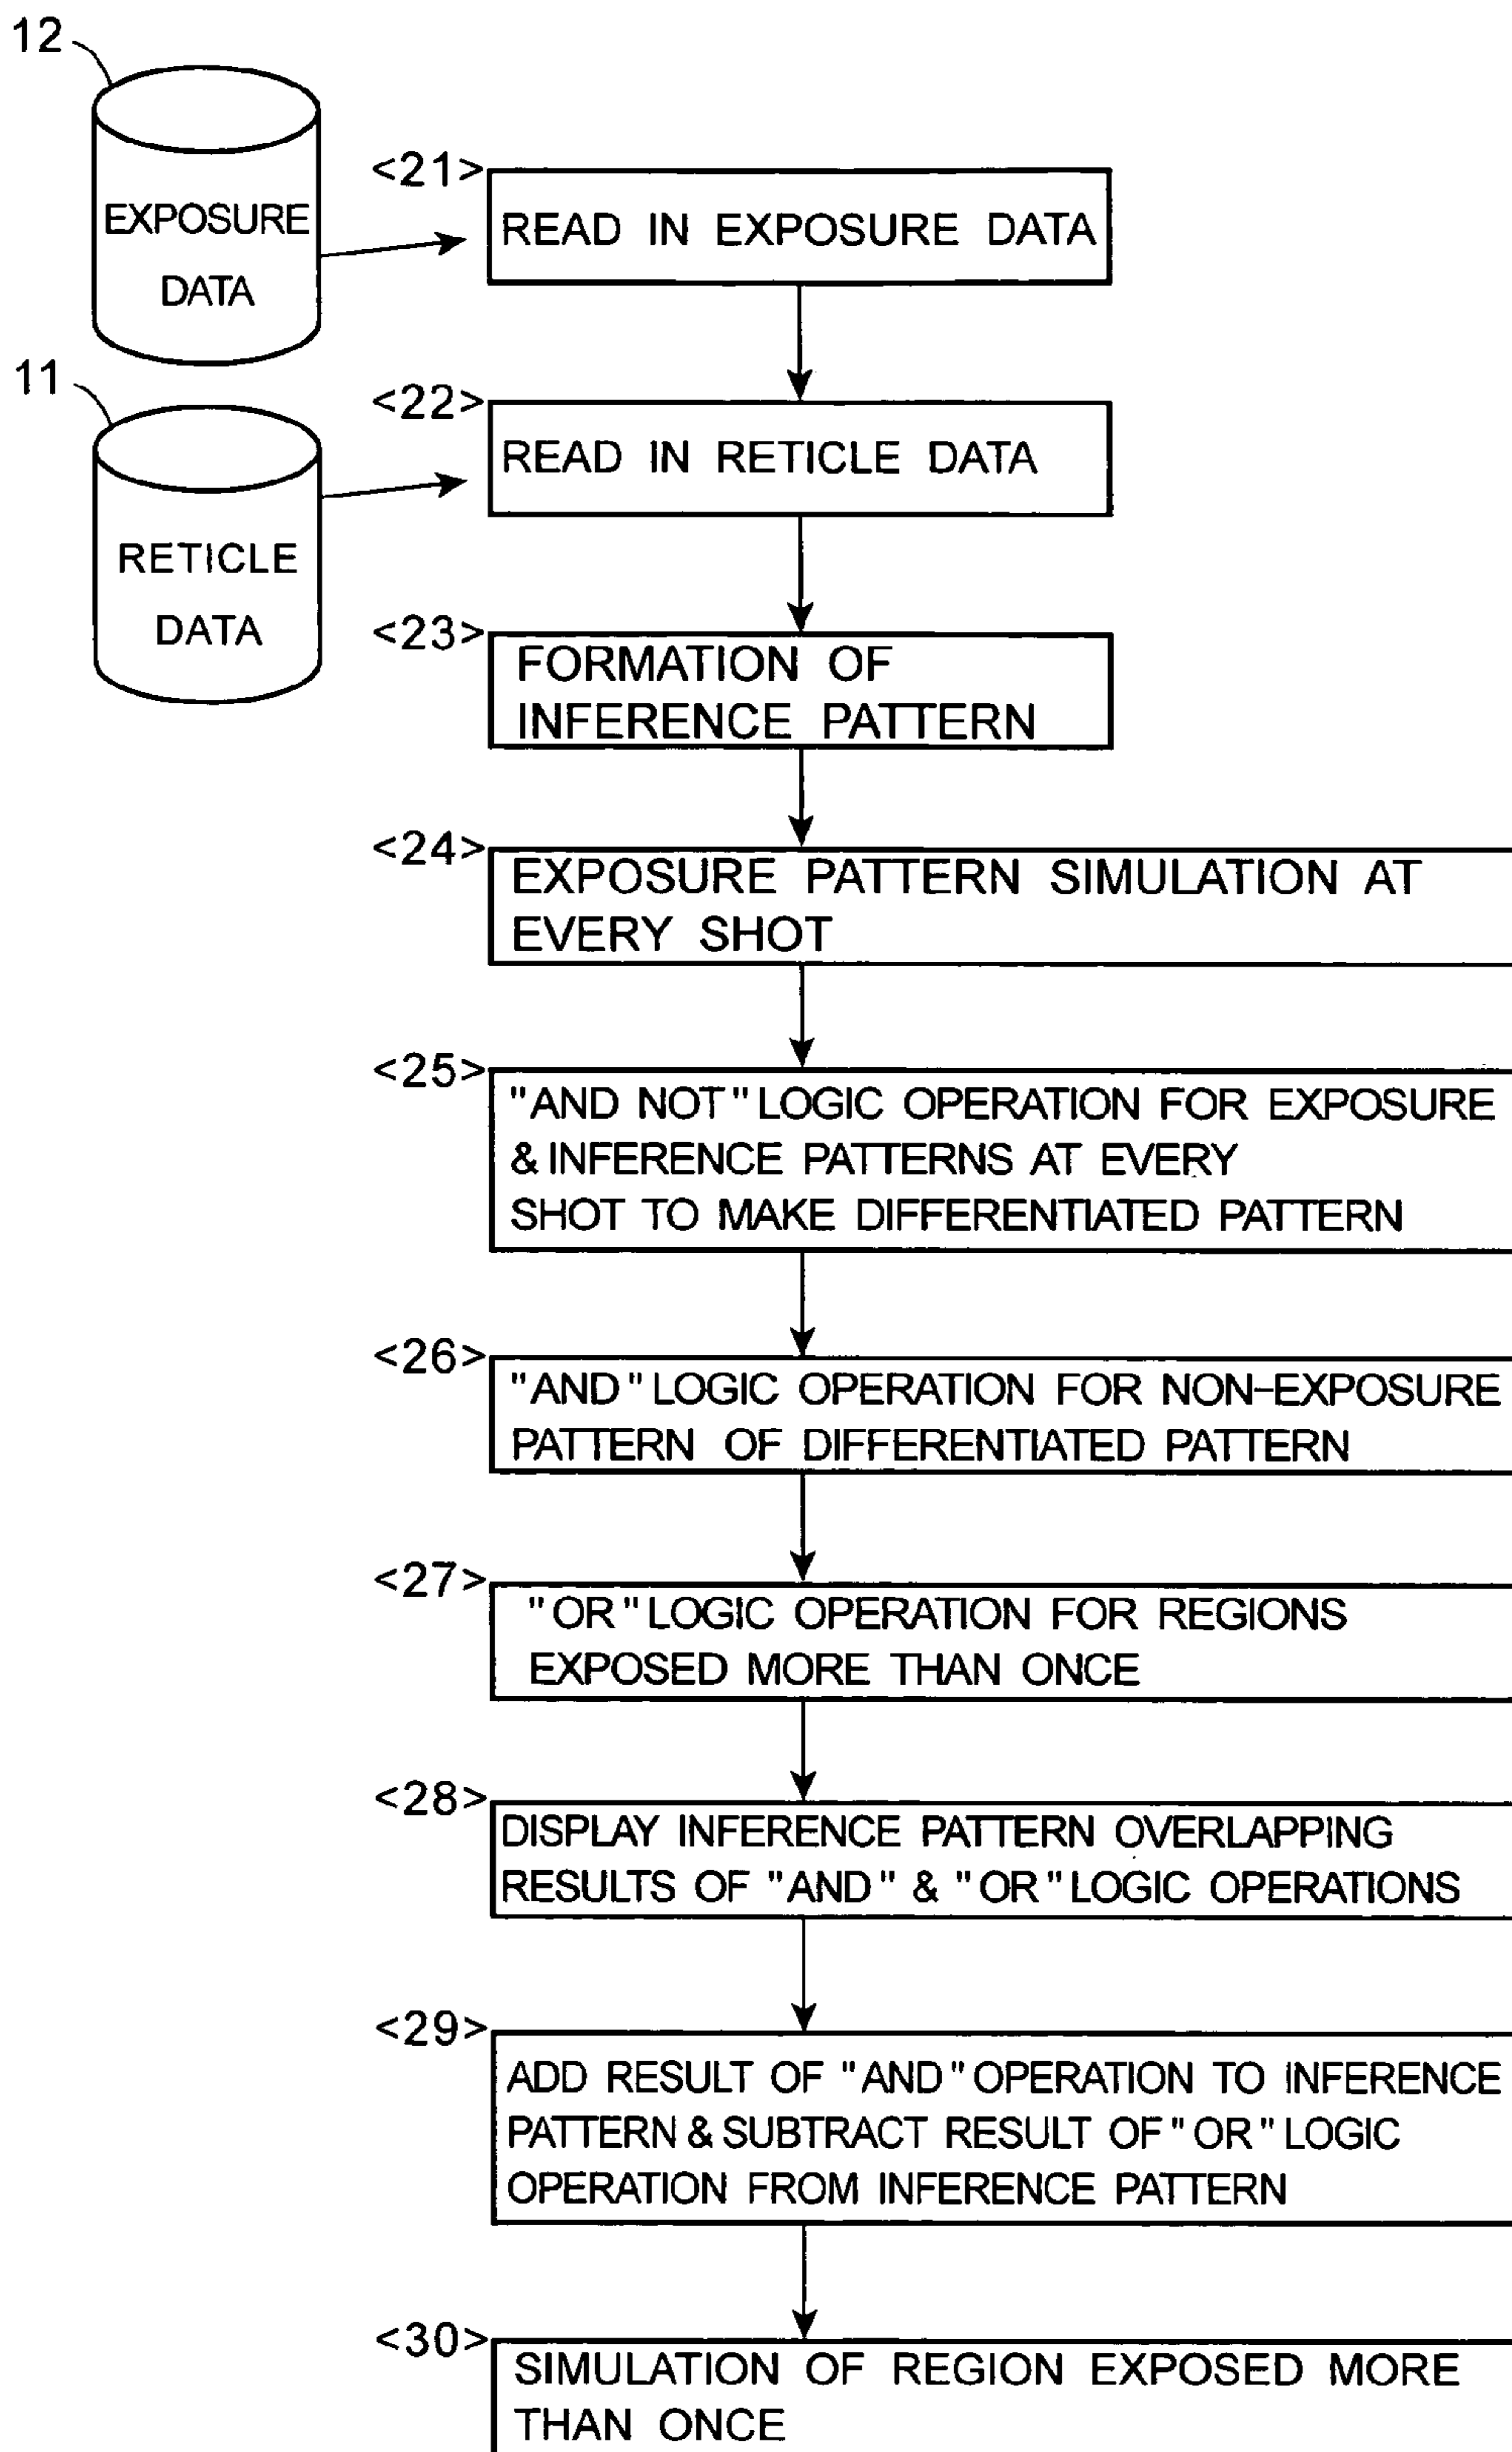 12
EXPOSURE
DATA
<21>
READ IN EXPOSURE DATA
11
RETICLE
DATA
<22>
READ IN RETICLE DATA
<23>
FORMATION OF
INFERENCE PATTERN
<24>
EXPOSURE PATTERN SIMULATION AT
EVERY SHOT
<25>
"AND NOT" LOGIC OPERATION FOR EXPOSURE
& INFERENCE PATTERNS AT EVERY
SHOT TO MAKE DIFFERENTIATED PATTERN
<26>
"AND" LOGIC OPERATION FOR NON-EXPOSURE
PATTERN OF DIFFERENTIATED PATTERN
<27>
"OR" LOGIC OPERATION FOR REGIONS
EXPOSED MORE THAN ONCE
<28>
DISPLAY INFERENCE PATTERN OVERLAPPING
RESULTS OF "AND" & "OR" LOGIC OPERATIONS
<29>
ADD RESULT OF "AND" OPERATION TO INFERENCE
PATTERN & SUBTRACT RESULT OF "OR" LOGIC
OPERATION FROM INFERENCE PATTERN
<30>
SIMULATION OF REGION EXPOSED MORE
THAN ONCE